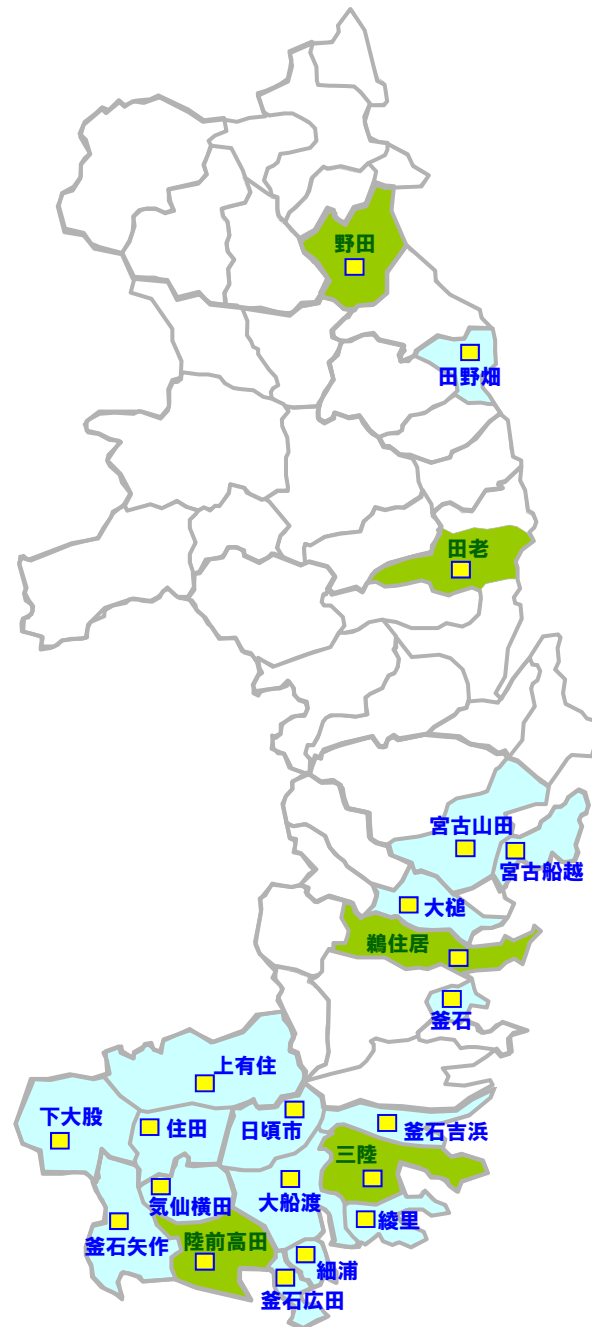 野田
田野畑
田老
宮古山田
宮古船越
大槌
鵜住居
釜石
上有住
下大股
住田
日頃市
釜石吉浜
三陸
気仙横田
大船渡
綾里
陸前高田
釜石矢作
細浦
釜石広田